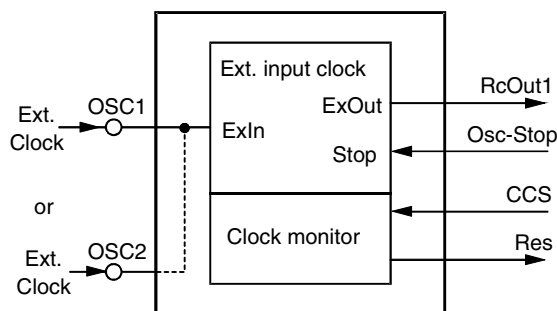 Ext. input clock
OSC1
Ext.
Clock
ExIn
ExOut
RcOut1
Stop
Osc-Stop
or
Clock monitor
CCS
Res
OSC2
Ext.
Clock